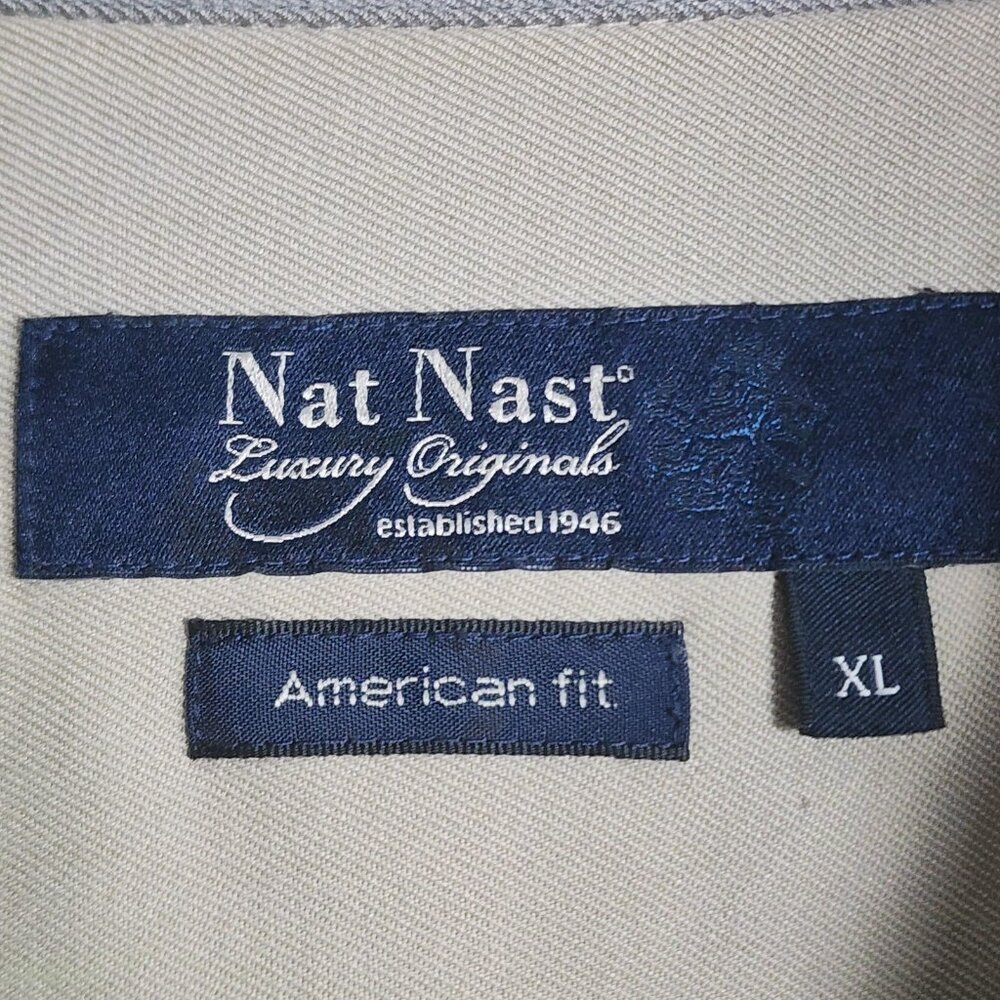 Nat Nast
Luxury Originals
established 1946
American fit
XL